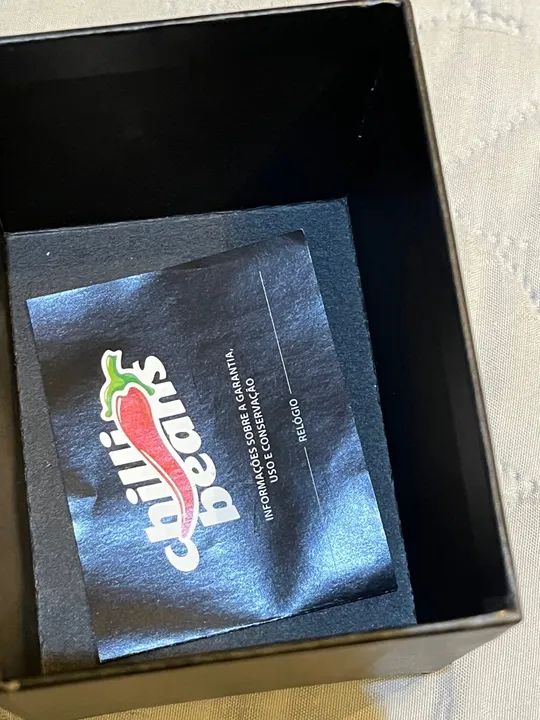 chilli
beans
INFORMAÇÕES SOBRE A GARANTIA,
USO E CONSERVAÇÃO
RELÓGIO